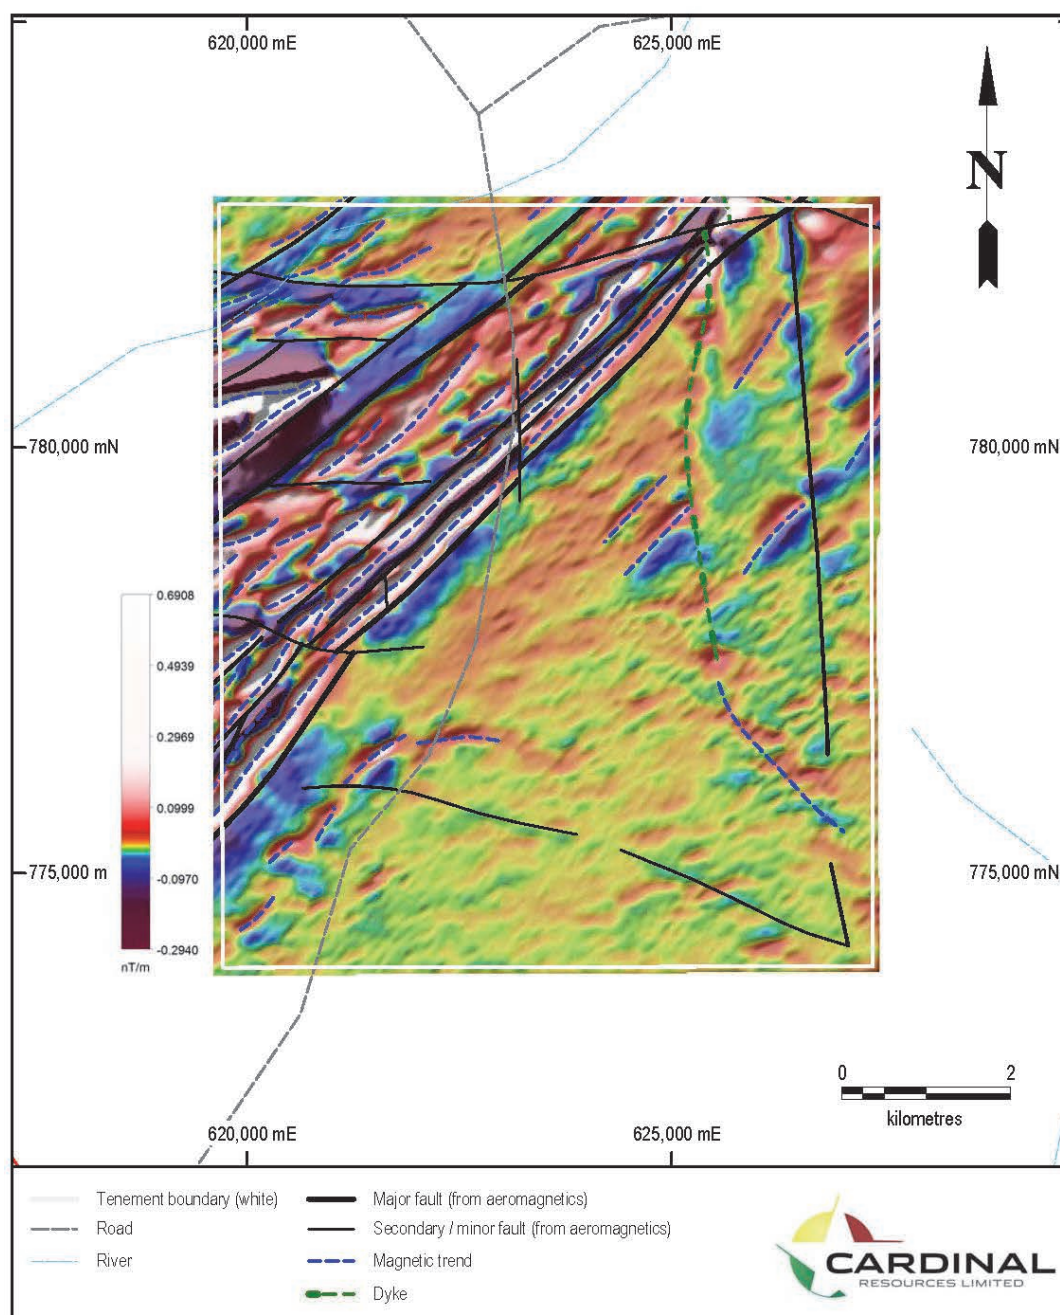 620,000 mE
625,000 mE
N
780,000 mN
780,000 mN
0.6908
0.4939
0.2969
0.0999
-0.0970
-0.2940
nT/m
775,000 m
775,000 mN
0
2
kilometres
620,000 mE
625,000 mE
Tenement boundary (white)
Road
River
Major fault (from aeromagnetics)
Secondary / minor fault (from aeromagnetics)
Magnetic trend
Dyke
CARDINAL
RESOURCES LIMITED